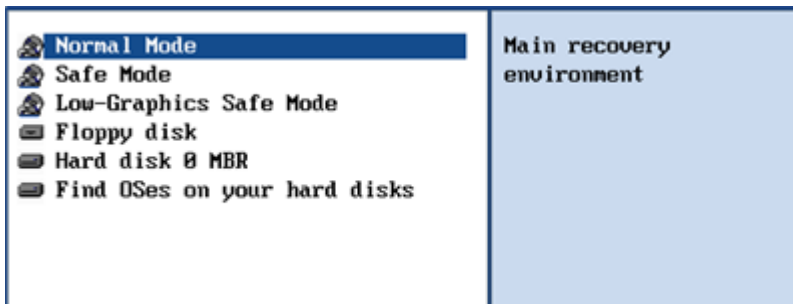 Normal Mode
Safe Mode
Low-Graphics Safe Mode
Floppy disk
Hard disk 0 MBR
Find OSes on your hard disks
Main recovery
environment